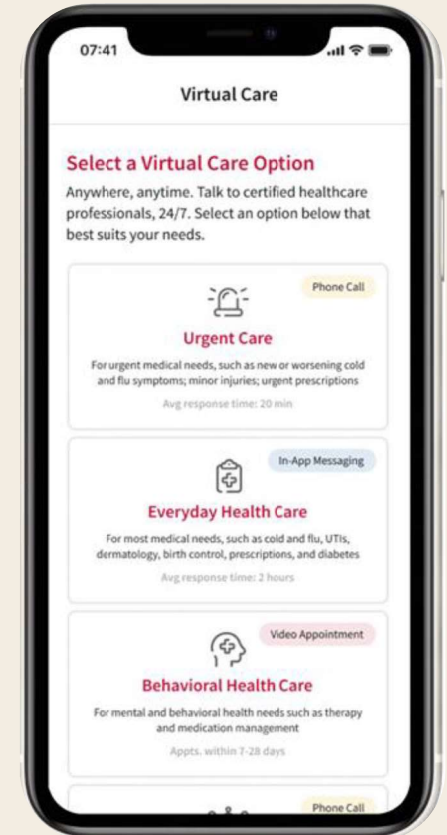 07:41
Virtual Care
Select a Virtual Care Option
Anywhere, anytime. Talk to certified healthcare
professionals, 24/7. Select an option below that
best suits your needs.
Phone Call
Urgent Care
For urgent medical needs, such as new or worsening cold
and flu symptoms; minor injuries; urgent prescriptions
Avg response time: 20 min
In-App Messaging
Everyday Health Care
For most medical needs, such as cold and flu, UTIs,
dermatology, birth control, prescriptions, and diabetes
Avg response time: 2 hours
Video Appointment
Behavioral Health Care
For mental and behavioral health needs such as therapy
and medication management
Appts. within 7-28 days
Phone Call